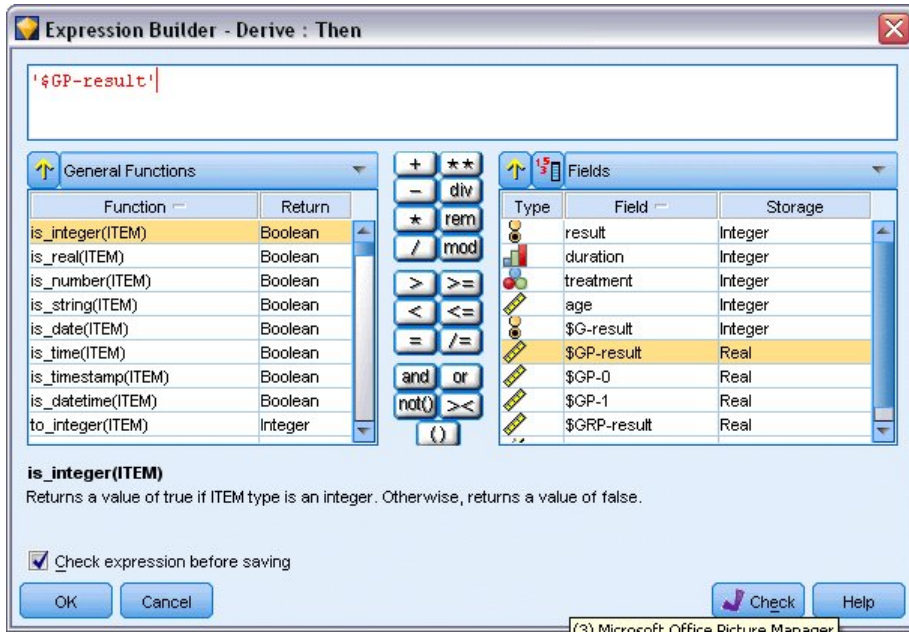 Expression Builder - Derive : Then
'$GP-result'
General Functions
Function Return
is_integer(ITEM) Boolean
is_real(ITEM) Boolean
is_number(ITEM) Boolean
is_string(ITEM) Boolean
is_date(ITEM) Boolean
is_time(ITEM) Boolean
is_timestamp(ITEM) Boolean
is_datetime(ITEM) Boolean
to_integer(ITEM) Integer
+ **
- div
* rem
/ mod
> >=
< <=
= /=
and or
not() ><
()
Fields
Type Field Storage
result Integer
duration Integer
treatment Integer
age Integer
$G-result Integer
$GP-result Real
$GP-0 Real
$GP-1 Real
$GRP-result Real
is_integer(ITEM)
Returns a value of true if ITEM type is an integer. Otherwise, returns a value of false.
Check expression before saving
OK Cancel Check Help
(3) Microsoft Office Picture Manager